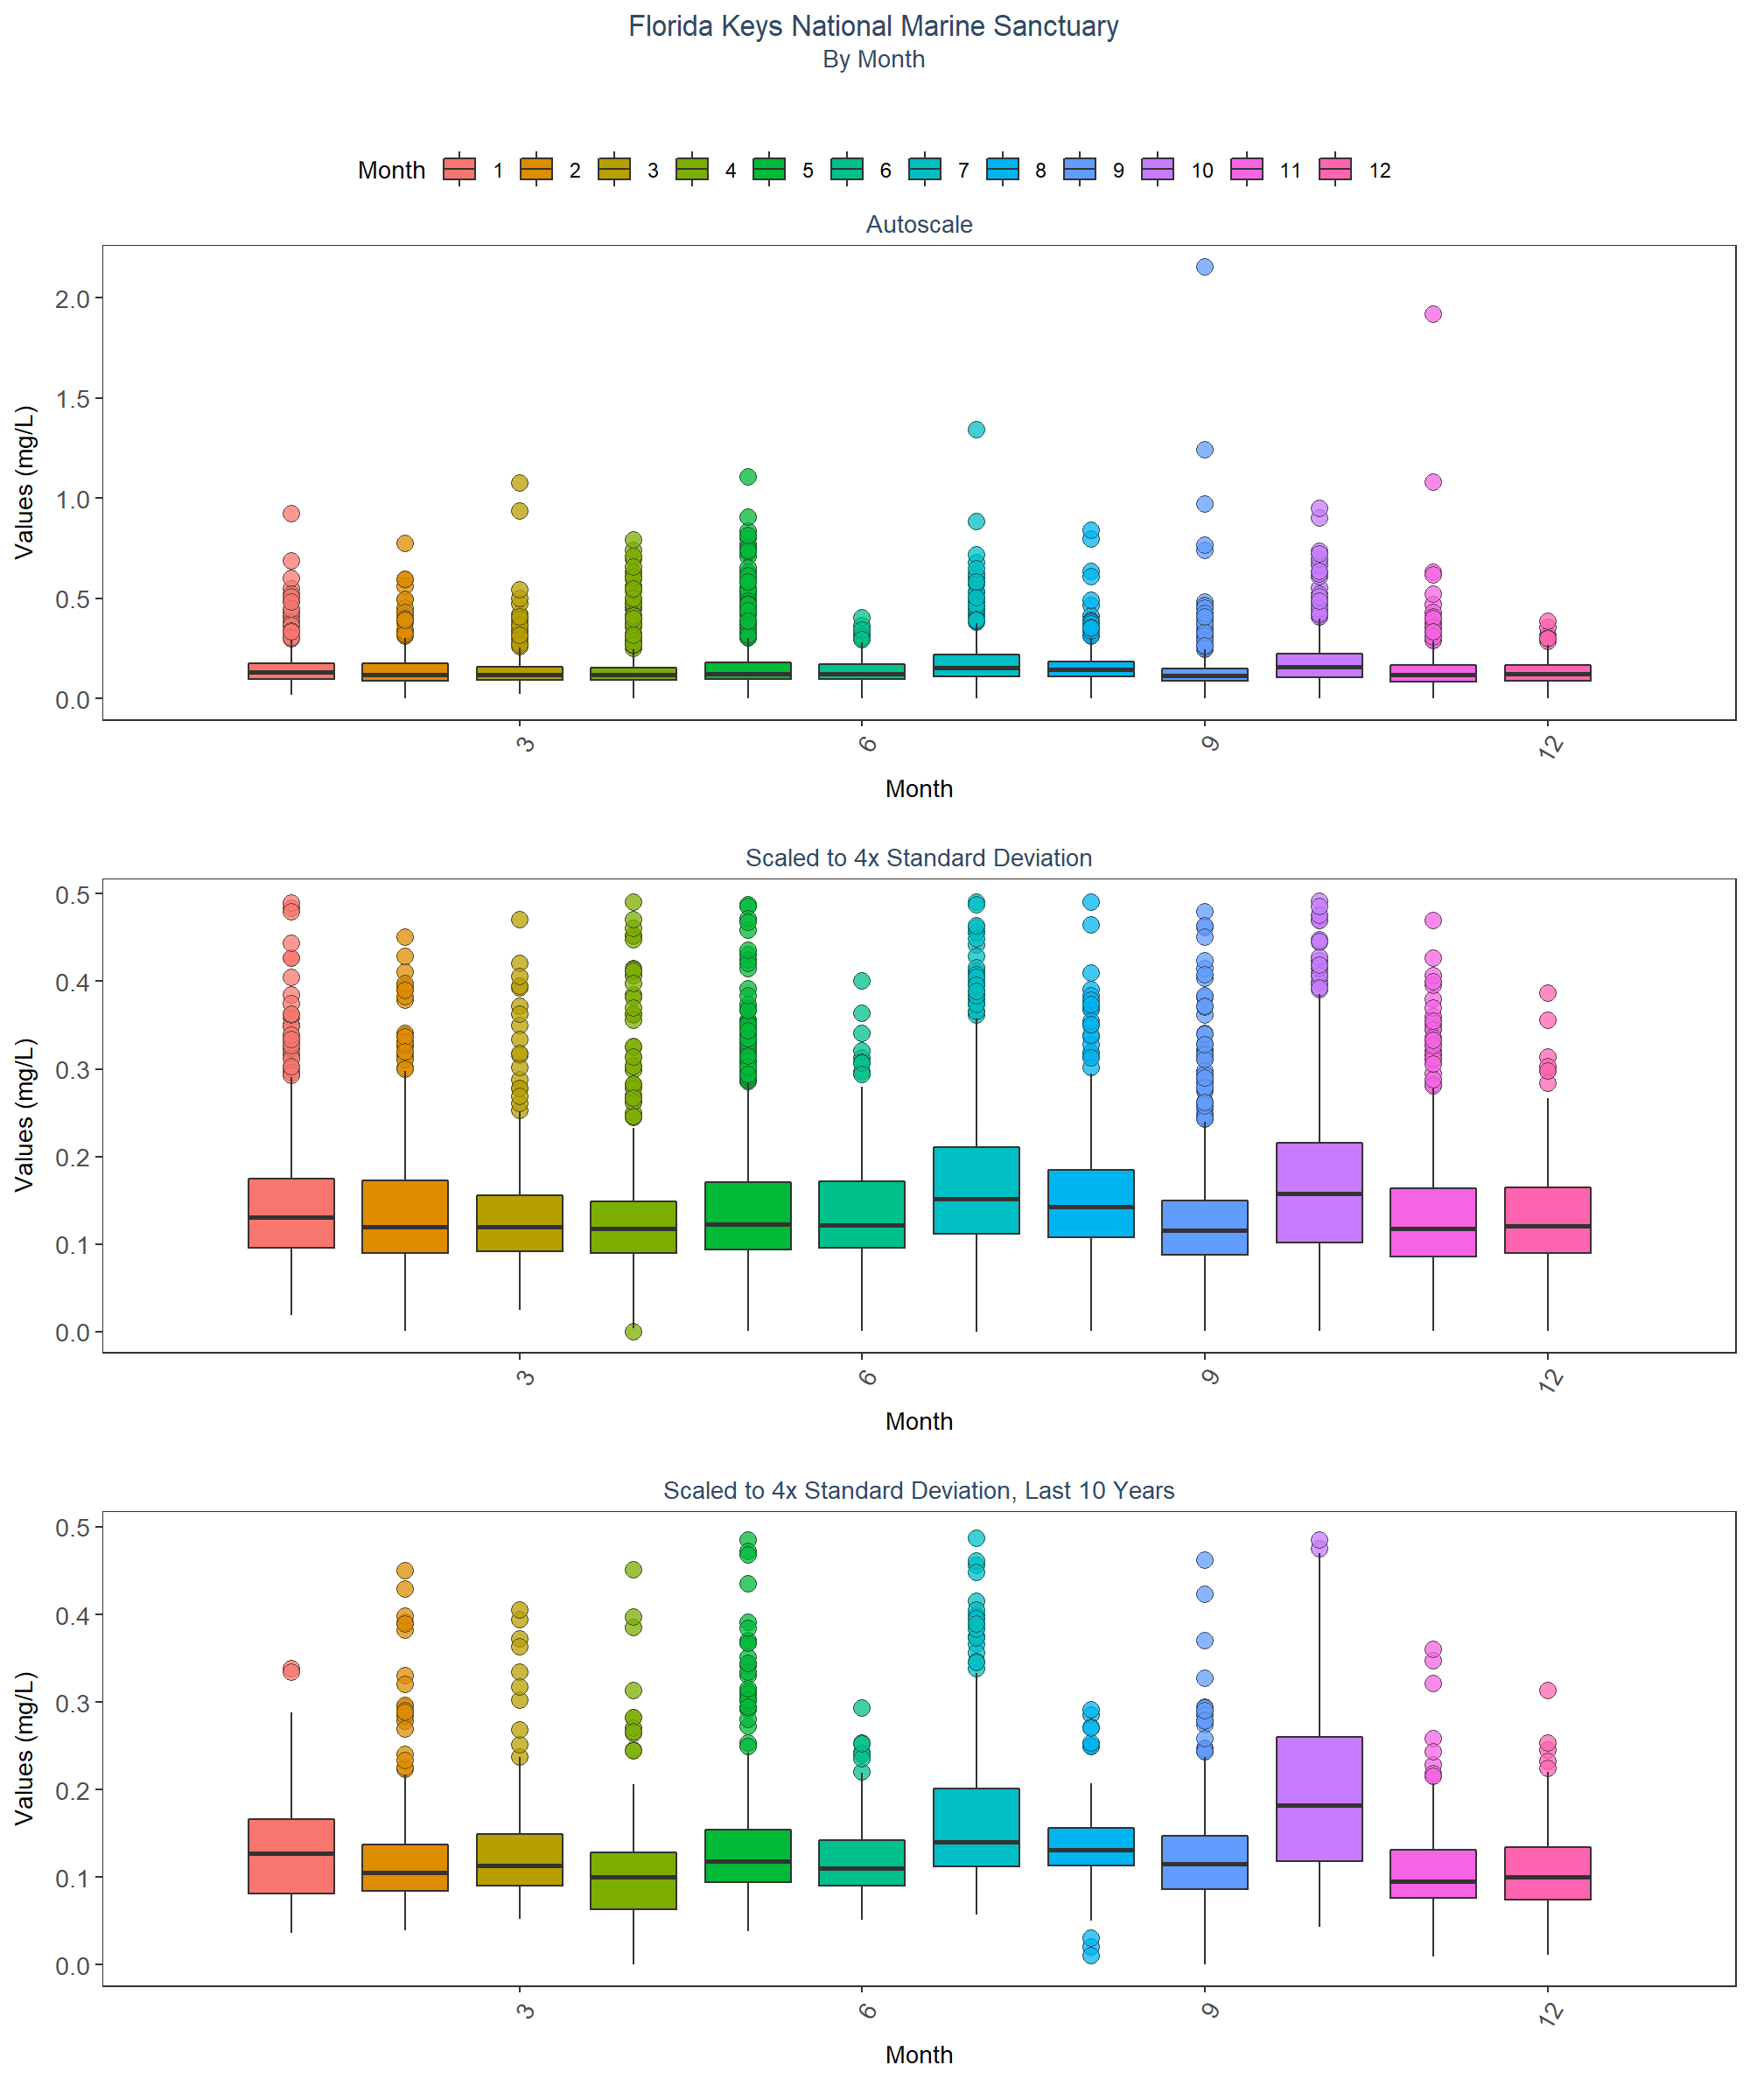 Florida Keys National Marine Sanctuary
By Month
Month 1 2 3 4 5 6 7 8 9 10 11 12
Autoscale
Values (mg/L)
2.0
1.5
1.0
0.5
0.0
3 6 9 12
Month
Scaled to 4x Standard Deviation
Values (mg/L)
0.5
0.4
0.3
0.2
0.1
0.0
3 6 9 12
Month
Scaled to 4x Standard Deviation, Last 10 Years
Values (mg/L)
0.5
0.4
0.3
0.2
0.1
0.0
3 6 9 12
Month